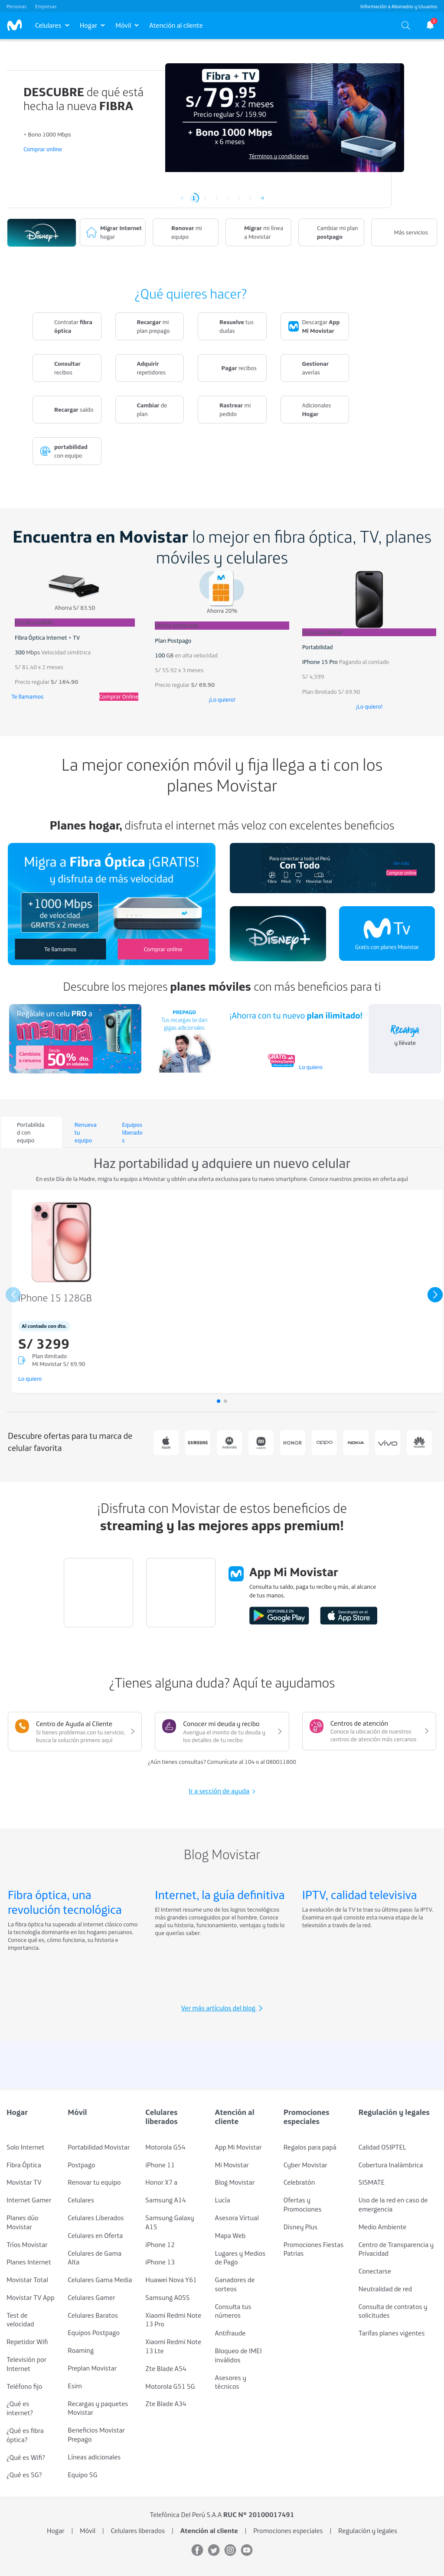 Personas
Empresas
Información a Abonados y Usuarios
Celulares
Hogar
Móvil
Atención al cliente
DESCUBRE de qué está
hecha la nueva FIBRA
+ Bono 1000 Mbps
Comprar online
Fibra + TV
S/79.95 x 2 meses
Precio regular S/ 159.90
+ Bono 1000 Mbps
x 6 meses
Términos y condiciones
1
Disney+
Migrar Internet
hogar
Renovar mi
equipo
Migrar mi línea
a Movistar
Cambiar mi plan
postpago
Más servicios
¿Qué quieres hacer?
Contratar fibra
óptica
Recargar mi
plan prepago
Resuelve tus
dudas
Descargar App
Mi Movistar
Consultar
recibos
Adquirir
repetidores
Pagar recibos
Gestionar
averías
Recargar saldo
Cambiar de
plan
Rastrear mi
pedido
Adicionales
Hogar
portabilidad
con equipo
Encuentra en Movistar lo mejor en fibra óptica, TV, planes
móviles y celulares
Ahorra S/ 83.50
Fibra Óptica Internet + TV
300 Mbps Velocidad simétrica
S/ 81.40 x 2 meses
Precio regular S/ 164.90
Te llamamos
Comprar Online
Ahorra 20%
Plan Postpago
100 GB en alta velocidad
S/ 55.92 x 3 meses
Precio regular S/ 69.90
¡Lo quiero!
Portabilidad
IPhone 15 Pro Pagando al contado
S/ 4,599
Plan ilimitado S/ 69.90
¡Lo quiero!
La mejor conexión móvil y fija llega a ti con los
planes Movistar
Planes hogar, disfruta el internet más veloz con excelentes beneficios
Migra a Fibra Óptica ¡GRATIS!
y disfruta de más velocidad
+1000 Mbps
de velocidad
GRATIS x 2 meses
Te llamamos
Comprar online
Para conectar a todo el Perú
Con Todo
Fibra
Móvil
TV
Movistar Total
Ver más
Comprar online
Disney+
Tv
Gratis con planes Movistar
Descubre los mejores planes móviles con más beneficios para ti
Regálale un celu PRO a
mamá
Cámbiate
o renueva
Desde
50% dto.
en celulares
PREPAGO
Tus recargas te dan
gigas adicionales
¡Ahorra con tu nuevo plan ilimitado!
GRATIS
Lo quiero
Recarga
y llévate
Portabilida
d con
equipo
Renueva
tu
equipo
Equipos
liberado
s
Haz portabilidad y adquiere un nuevo celular
En este Día de la Madre, migra tu equipo a Movistar y obtén una oferta exclusiva para tu nuevo smartphone. Conoce nuestros precios en oferta aquí
iPhone 15 128GB
Al contado con dto.
S/ 3299
Plan ilimitado
Mi Movistar S/ 69.90
Lo quiero
Descubre ofertas para tu marca de
celular favorita
Apple
SAMSUNG
motorola
xiaomi
HONOR
oppo
NOKIA
vivo
HUAWEI
¡Disfruta con Movistar de estos beneficios de
streaming y las mejores apps premium!
App Mi Movistar
Consulta tu saldo, paga tu recibo y más, al alcance
de tus manos.
DISPONIBLE EN
Google Play
Descárgalo en el
App Store
¿Tienes alguna duda? Aquí te ayudamos
Centro de Ayuda al Cliente
Si tienes problemas con tu servicio,
busca la solución primero aquí
Conocer mi deuda y recibo
Averigua el monto de tu deuda y
los detalles de tu recibo
Centros de atención
Conoce la ubicación de nuestros
centros de atención más cercanos
¿Aún tienes consultas? Comunícate al 104 o al 080011800
Ir a sección de ayuda
Blog Movistar
Fibra óptica, una
revolución tecnológica
La fibra óptica ha superado al internet clásico como
la tecnología dominante en los hogares peruanos.
Conoce qué es, cómo funciona, su historia e
importancia.
Internet, la guía definitiva
El Internet resume uno de los logros tecnológicos
más grandes conseguidos por el hombre. Conoce
aquí su historia, funcionamiento, ventajas y todo lo
que querías saber.
IPTV, calidad televisiva
La evolución de la TV te trae su último paso: la IPTV.
Examina en qué consiste esta nueva etapa de la
televisión a través de la red.
Ver más artículos del blog
Hogar
Solo Internet
Fibra Óptica
Movistar TV
Internet Gamer
Planes dúo
Movistar
Tríos Movistar
Planes Internet
Movistar Total
Movistar TV App
Test de
velocidad
Repetidor Wifi
Televisión por
Internet
Teléfono fijo
¿Qué es
internet?
¿Qué es fibra
óptica?
¿Qué es Wifi?
¿Qué es 5G?
Móvil
Portabilidad Movistar
Postpago
Renovar tu equipo
Celulares
Celulares Liberados
Celulares en Oferta
Celulares de Gama
Alta
Celulares Gama Media
Celulares Gamer
Celulares Baratos
Equipos Postpago
Roaming
Preplan Movistar
Esim
Recargas y paquetes
Movistar
Beneficios Movistar
Prepago
Líneas adicionales
Equipo 5G
Celulares
liberados
Motorola G54
iPhone 11
Honor X7 a
Samsung A14
Samsung Galaxy
A15
iPhone 12
iPhone 13
Huawei Nova Y61
Samsung A05S
Xiaomi Redmi Note
13 Pro
Xiaomi Redmi Note
13 Lte
Zte Blade A54
Motorola G51 5G
Zte Blade A34
Atención al
cliente
App Mi Movistar
Mi Movistar
Blog Movistar
Lucía
Asesora Virtual
Mapa Web
Lugares y Medios
de Pago
Ganadores de
sorteos
Consulta tus
números
Antifraude
Bloqueo de IMEI
inválidos
Asesores y
técnicos
Promociones
especiales
Regalos para papá
Cyber Movistar
Celebratón
Ofertas y
Promociones
Disney Plus
Promociones Fiestas
Patrias
Regulación y legales
Calidad OSIPTEL
Cobertura Inalámbrica
SISMATE
Uso de la red en caso de
emergencia
Medio Ambiente
Centro de Transparencia y
Privacidad
Conectarse
Neutralidad de red
Consulta de contratos y
solicitudes
Tarifas planes vigentes
Telefónica Del Perú S.A.A RUC Nº 20100017491
Hogar | Móvil | Celulares liberados | Atención al cliente | Promociones especiales | Regulación y legales